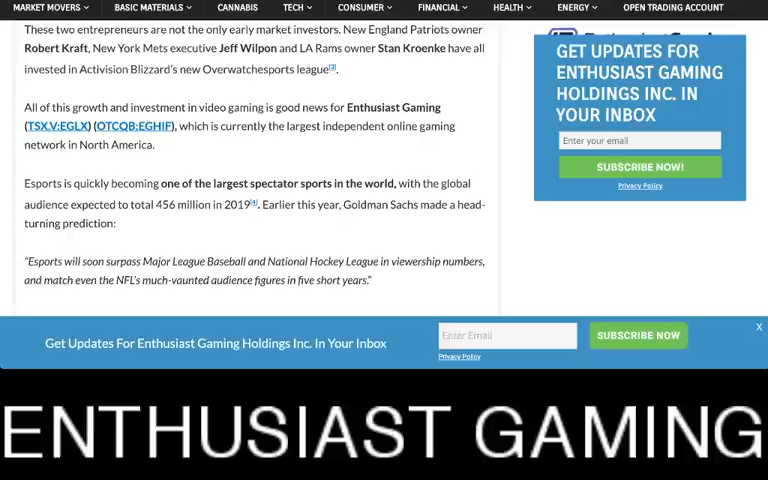 MARKET MOVERS BASIC MATERIALS CANNABIS TECH CONSUMER FINANCIAL HEALTH ENERGY OPEN TRADING ACCOUNT
These two entrepreneurs are not the only early market investors. New England Patriots owner
Robert Kraft, New York Mets executive Jeff Wilpon and LA Rams owner Stan Kroenke have all
invested in Activision Blizzard's new Overwatchesports league[3].
All of this growth and investment in video gaming is good news for Enthusiast Gaming
(TSX.V:EGLX) (OTCQB:EGHIF), which is currently the largest independent online gaming
network in North America.
Esports is quickly becoming one of the largest spectator sports in the world, with the global
audience expected to total 456 million in 2019[4]. Earlier this year, Goldman Sachs made a head-
turning prediction:
"Esports will soon surpass Major League Baseball and National Hockey League in viewership numbers,
and match even the NFL's much-vaunted audience figures in five short years."
GET UPDATES FOR
ENTHUSIAST GAMING
HOLDINGS INC. IN
YOUR INBOX
Enter your email
SUBSCRIBE NOW!
Privacy Policy
Get Updates For Enthusiast Gaming Holdings Inc. In Your Inbox
Enter Email
SUBSCRIBE NOW
X
Privacy Policy
ENTHUSIAST GAMING